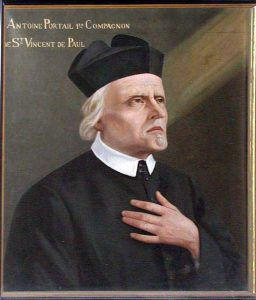 ANTOINE PORTAIL 1ER COMPAGNON
DE ST. VINCENT DE PAUL